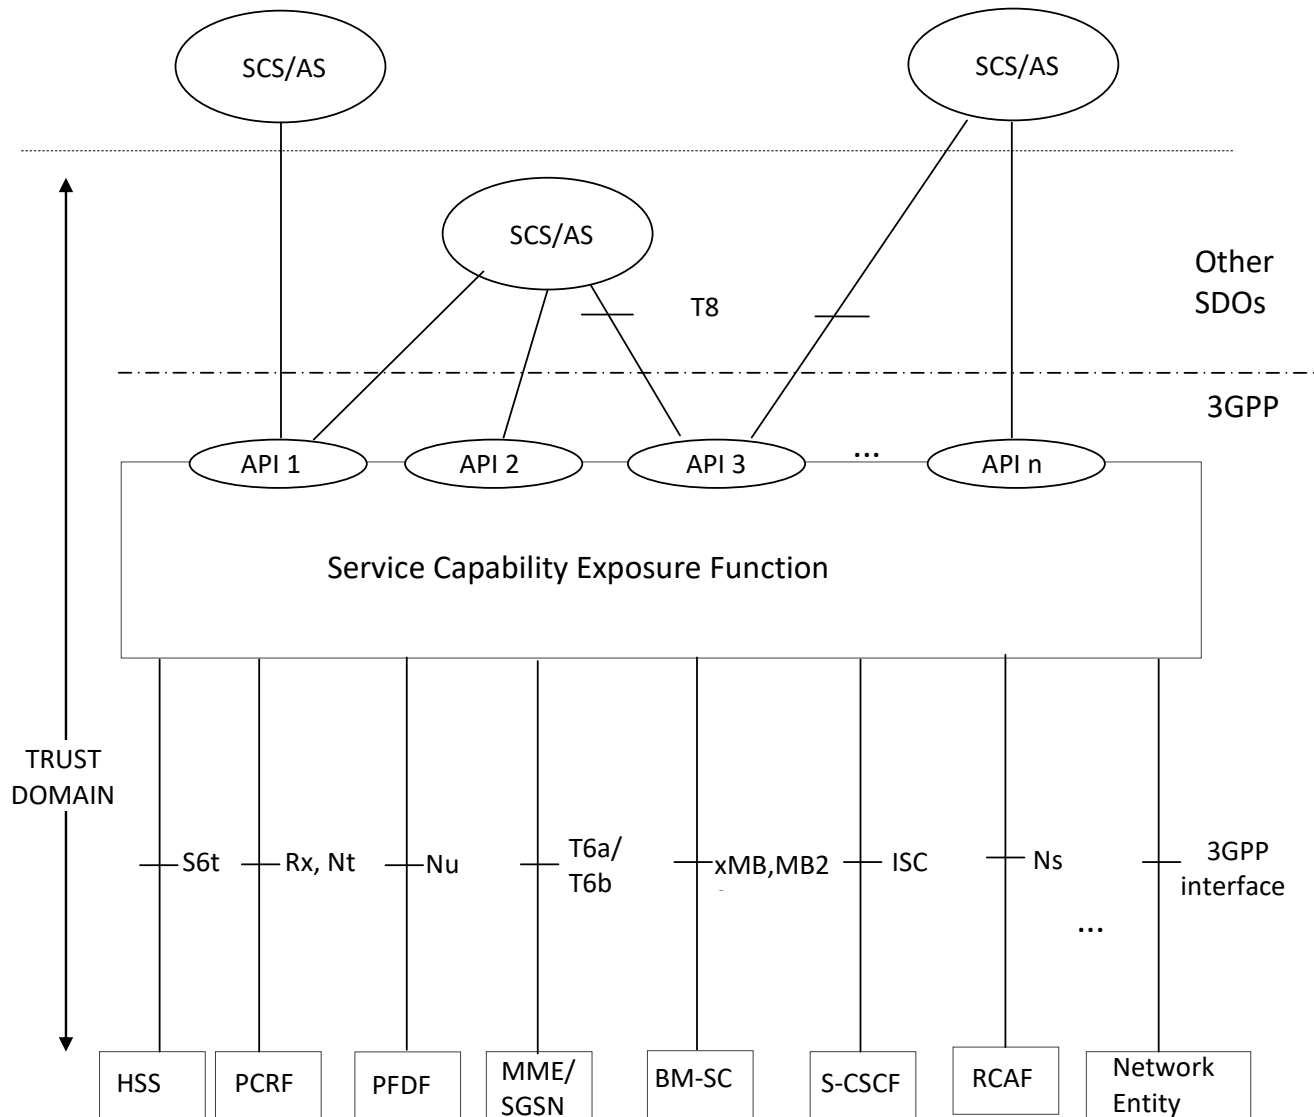 SCS/AS
SCS/AS
SCS/AS
T8
Other
SDOs
3GPP
API 1
API 2
API 3
...
API n
Service Capability Exposure Function
TRUST
DOMAIN
S6t
Rx, Nt
Nu
T6a/
T6b
xMB,MB2
ISC
Ns
3GPP
interface
...
HSS
PCRF
PFDF
MME/
SGSN
BM-SC
S-CSCF
RCAF
Network
Entity